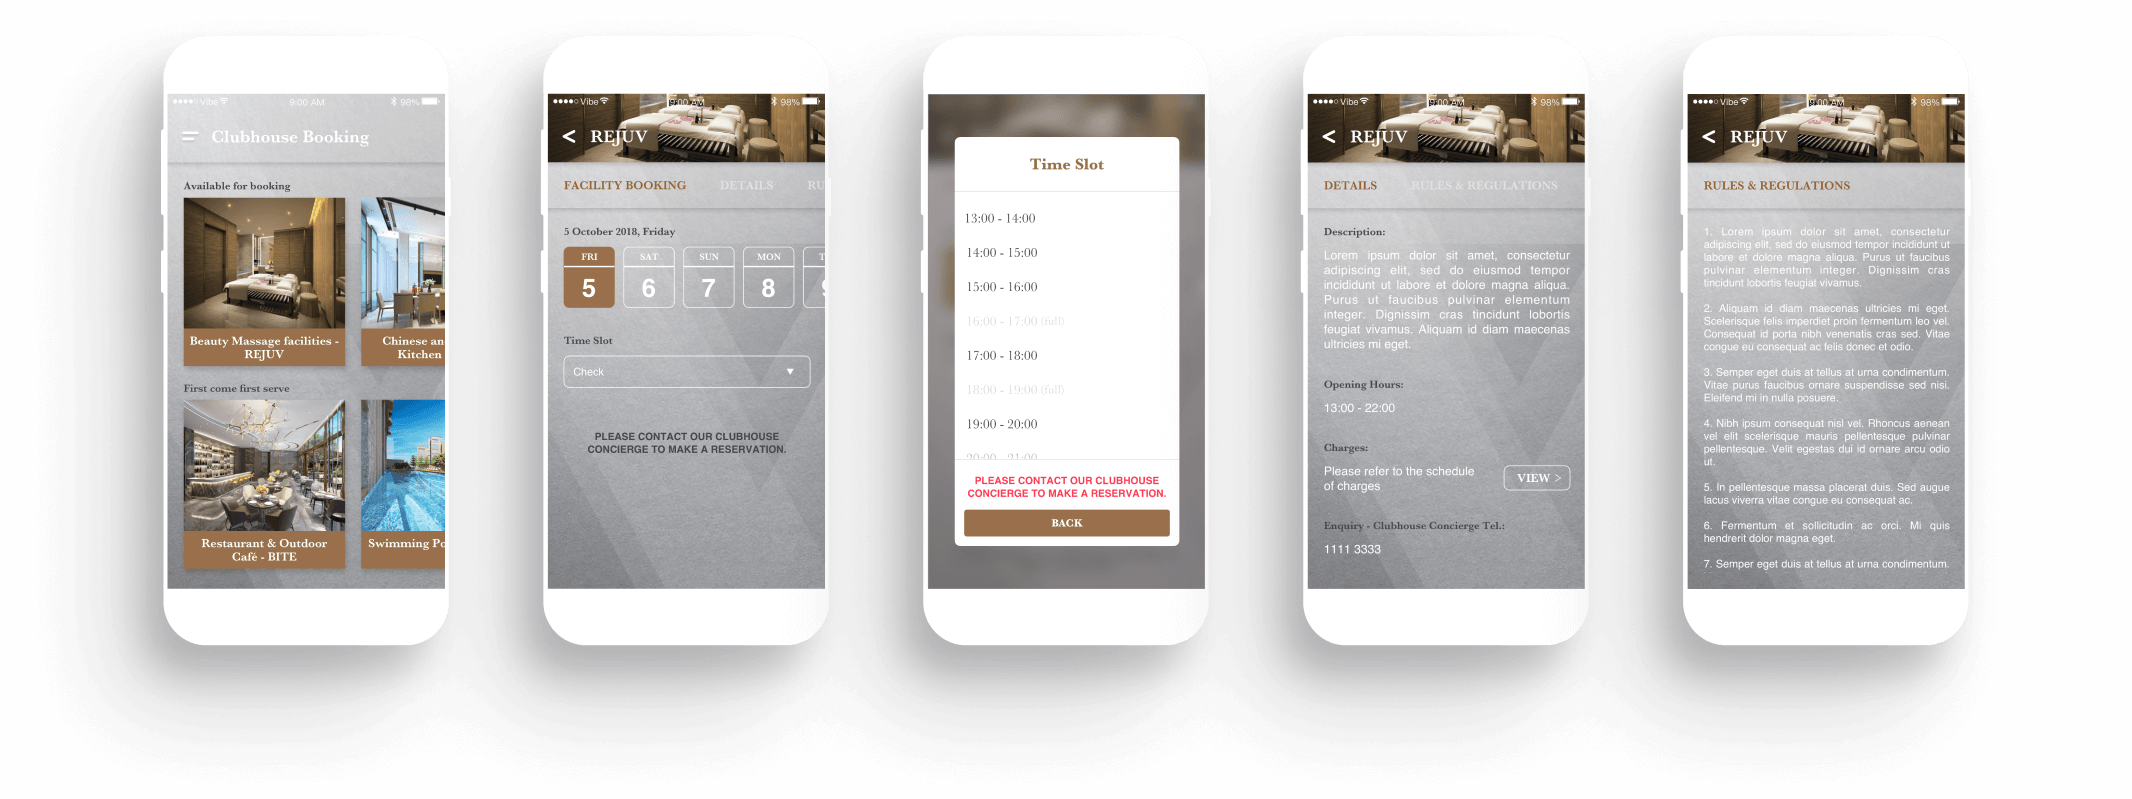 Vibe 9:00 AM 98%
Clubhouse Booking
Available for booking
Beauty Massage facilities -
REJUV
Chinese an
Kitchen
First come first serve
Restaurant & Outdoor
Café - BITE
Swimming Po
Vibe 9:00 AM 98%
< REJUV
FACILITY BOOKING DETAILS RU
5 October 2018, Friday
FRI SAT SUN MON T
5 6 7 8 9
Time Slot
Check
PLEASE CONTACT OUR CLUBHOUSE
CONCIERGE TO MAKE A RESERVATION.
Time Slot
13:00 - 14:00
14:00 - 15:00
15:00 - 16:00
16:00 - 17:00 (full)
17:00 - 18:00
18:00 - 19:00 (full)
19:00 - 20:00
20:00 - 21:00
PLEASE CONTACT OUR CLUBHOUSE
CONCIERGE TO MAKE A RESERVATION.
BACK
Vibe 9:00 AM 98%
< REJUV
DETAILS RULES & REGULATIONS
Description:
Lorem ipsum dolor sit amet, consectetur
adipiscing elit, sed do eiusmod tempor
incididunt ut labore et dolore magna aliqua.
Purus ut faucibus pulvinar elementum
integer. Dignissim cras tincidunt lobortis
feugiat vivamus. Aliquam id diam maecenas
ultricies mi eget.
Opening Hours:
13:00 - 22:00
Charges:
Please refer to the schedule
of charges
VIEW >
Enquiry - Clubhouse Concierge Tel.:
1111 3333
Vibe 9:00 AM 98%
< REJUV
RULES & REGULATIONS
1. Lorem ipsum dolor sit amet, consectetur
adipiscing elit, sed do eiusmod tempor incididunt ut
labore et dolore magna aliqua. Purus ut faucibus
pulvinar elementum integer. Dignissim cras
tincidunt lobortis feugiat vivamus.
2. Aliquam id diam maecenas ultricies mi eget.
Scelerisque felis imperdiet proin fermentum leo vel.
Consequat id porta nibh venenatis cras sed. Vitae
congue eu consequat ac felis donec et odio.
3. Semper eget duis at tellus at urna condimentum.
Vitae purus faucibus ornare suspendisse sed nisi.
Eleifend mi in nulla posuere.
4. Nibh ipsum consequat nisl vel. Rhoncus aenean
vel elit scelerisque mauris pellentesque pulvinar
pellentesque. Velit egestas dui id ornare arcu odio
ut.
5. In pellentesque massa placerat duis. Sed augue
lacus viverra vitae congue eu consequat ac.
6. Fermentum et sollicitudin ac orci. Mi quis
hendrerit dolor magna eget.
7. Semper eget duis at tellus at urna condimentum.